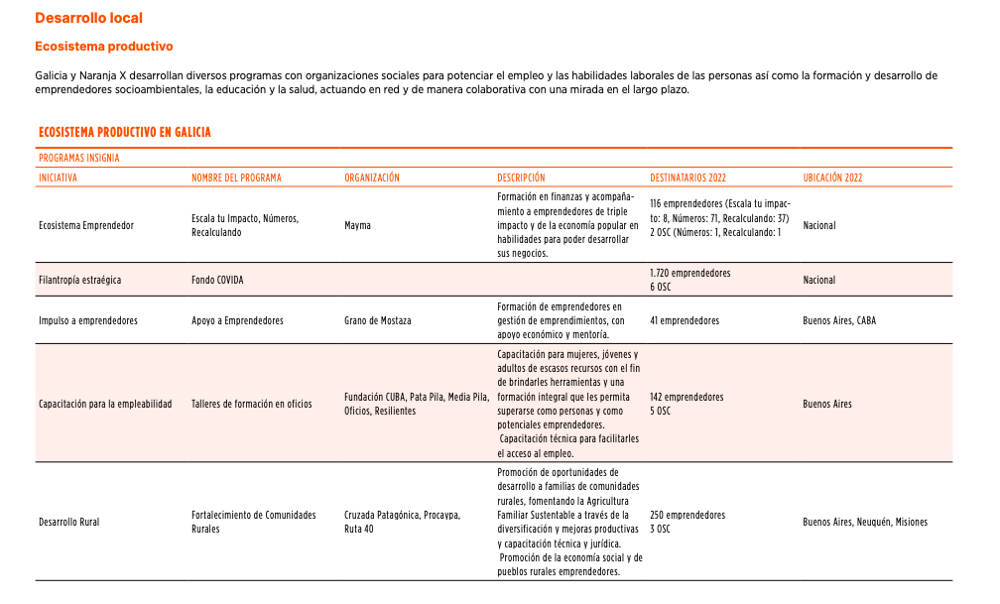 Desarrollo local
Ecosistema productivo
Galicia y Naranja X desarrollan diversos programas con organizaciones sociales para potenciar el empleo y las habilidades laborales de las personas así como la formación y desarrollo de
emprendedores socioambientales, la educación y la salud, actuando en red y de manera colaborativa con una mirada en el largo plazo.
ECOSISTEMA PRODUCTIVO EN GALICIA
PROGRAMAS INSIGNIA
INICIATIVA NOMBRE DEL PROGRAMA ORGANIZACIÓN DESCRIPCIÓN DESTINATARIOS 2022 UBICACIÓN 2022
Ecosistema Emprendedor
Escala tu Impacto, Números,
Recalculando
Mayma
Formación en finanzas y acompaña-
miento a emprendedores de triple
impacto y de la economía popular en
habilidades para poder desarrollar
sus negocios.
116 emprendedores (Escala tu impac-
to: 8, Números: 71, Recalculando: 37)
2 OSC (Números: 1, Recalculando: 1
Nacional
Filantropía estraégica
Fondo COVIDA
1.720 emprendedores
6 OSC
Nacional
Impulso a emprendedores
Apoyo a Emprendedores
Grano de Mostaza
Formación de emprendedores en
gestión de emprendimientos, con
apoyo económico y mentoría.
41 emprendedores
Buenos Aires, CABA
Capacitación para la empleabilidad
Talleres de formación en oficios
Fundación CUBA, Pata Pila, Media Pila,
Oficios, Resilientes
Capacitación para mujeres, jóvenes y
adultos de escasos recursos con el fin
de brindarles herramientas y una
formación integral que les permita
superarse como personas y como
potenciales emprendedores.
Capacitación técnica para facilitarles
el acceso al empleo.
142 emprendedores
5 OSC
Buenos Aires
Desarrollo Rural
Fortalecimiento de Comunidades
Rurales
Cruzada Patagónica, Procaypa,
Ruta 40
Promoción de oportunidades de
desarrollo a familias de comunidades
rurales, fomentando la Agricultura
Familiar Sustentable a través de la
diversificación y mejoras productivas
y capacitación técnica y jurídica.
Promoción de la economía social y de
pueblos rurales emprendedores.
250 emprendedores
3 OSC
Buenos Aires, Neuquén, Misiones